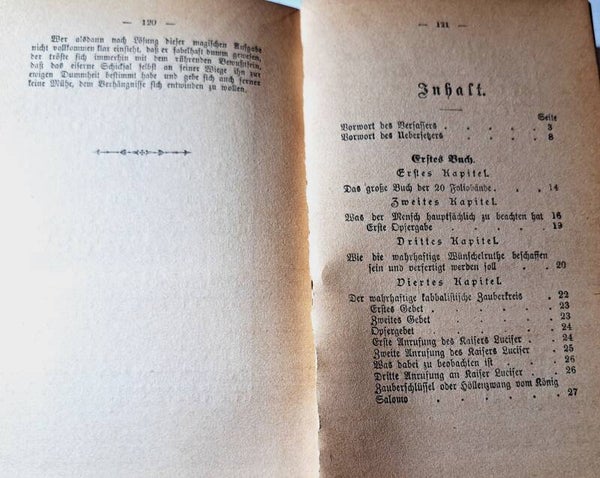 — 120 —
Wer alsdann nach Lösung dieser magischen Aufgabe
nicht vollkommen klar einsieht, daß er fabelhaft dumm gewesen,
der tröste sich immerhin mit dem rührenden Bewußtsein,
daß das eiserne Schicksal selbst an seiner Wiege ihn zur
ewigen Dummheit bestimmt habe und gebe sich auch ferner
keine Mühe, dem Verhängnisse sich entwinden zu wollen.
— 121 —
Inhalt.
Seite
Vorwort des Verfassers . . . . . 3
Vorwort des Uebersetzers . . . . . 8
Erstes Buch.
Erstes Kapitel.
Das große Buch der 20 Foliobände . . . 14
Zweites Kapitel.
Was der Mensch hauptsächlich zu beachten hat 16
Erste Opfergabe . . . . . 19
Drittes Kapitel.
Wie die wahrhaftige Wünschelruthe beschaffen
sein und verfertigt werden soll . . . 20
Viertes Kapitel.
Der wahrhaftige kabbalistische Zauberkreis . 22
Erstes Gebet . . . . . 23
Zweites Gebet . . . . . 23
Opfergebet . . . . . 24
Erste Anrufung des Kaisers Lucifer . . 24
Zweite Anrufung des Kaisers Lucifer . 25
Was dabei zu beobachten ist . . . 26
Dritte Anrufung an Kaiser Lucifer . . 26
Zauberschlüssel oder Höllenzwang vom König
Salomo . . . . . 27